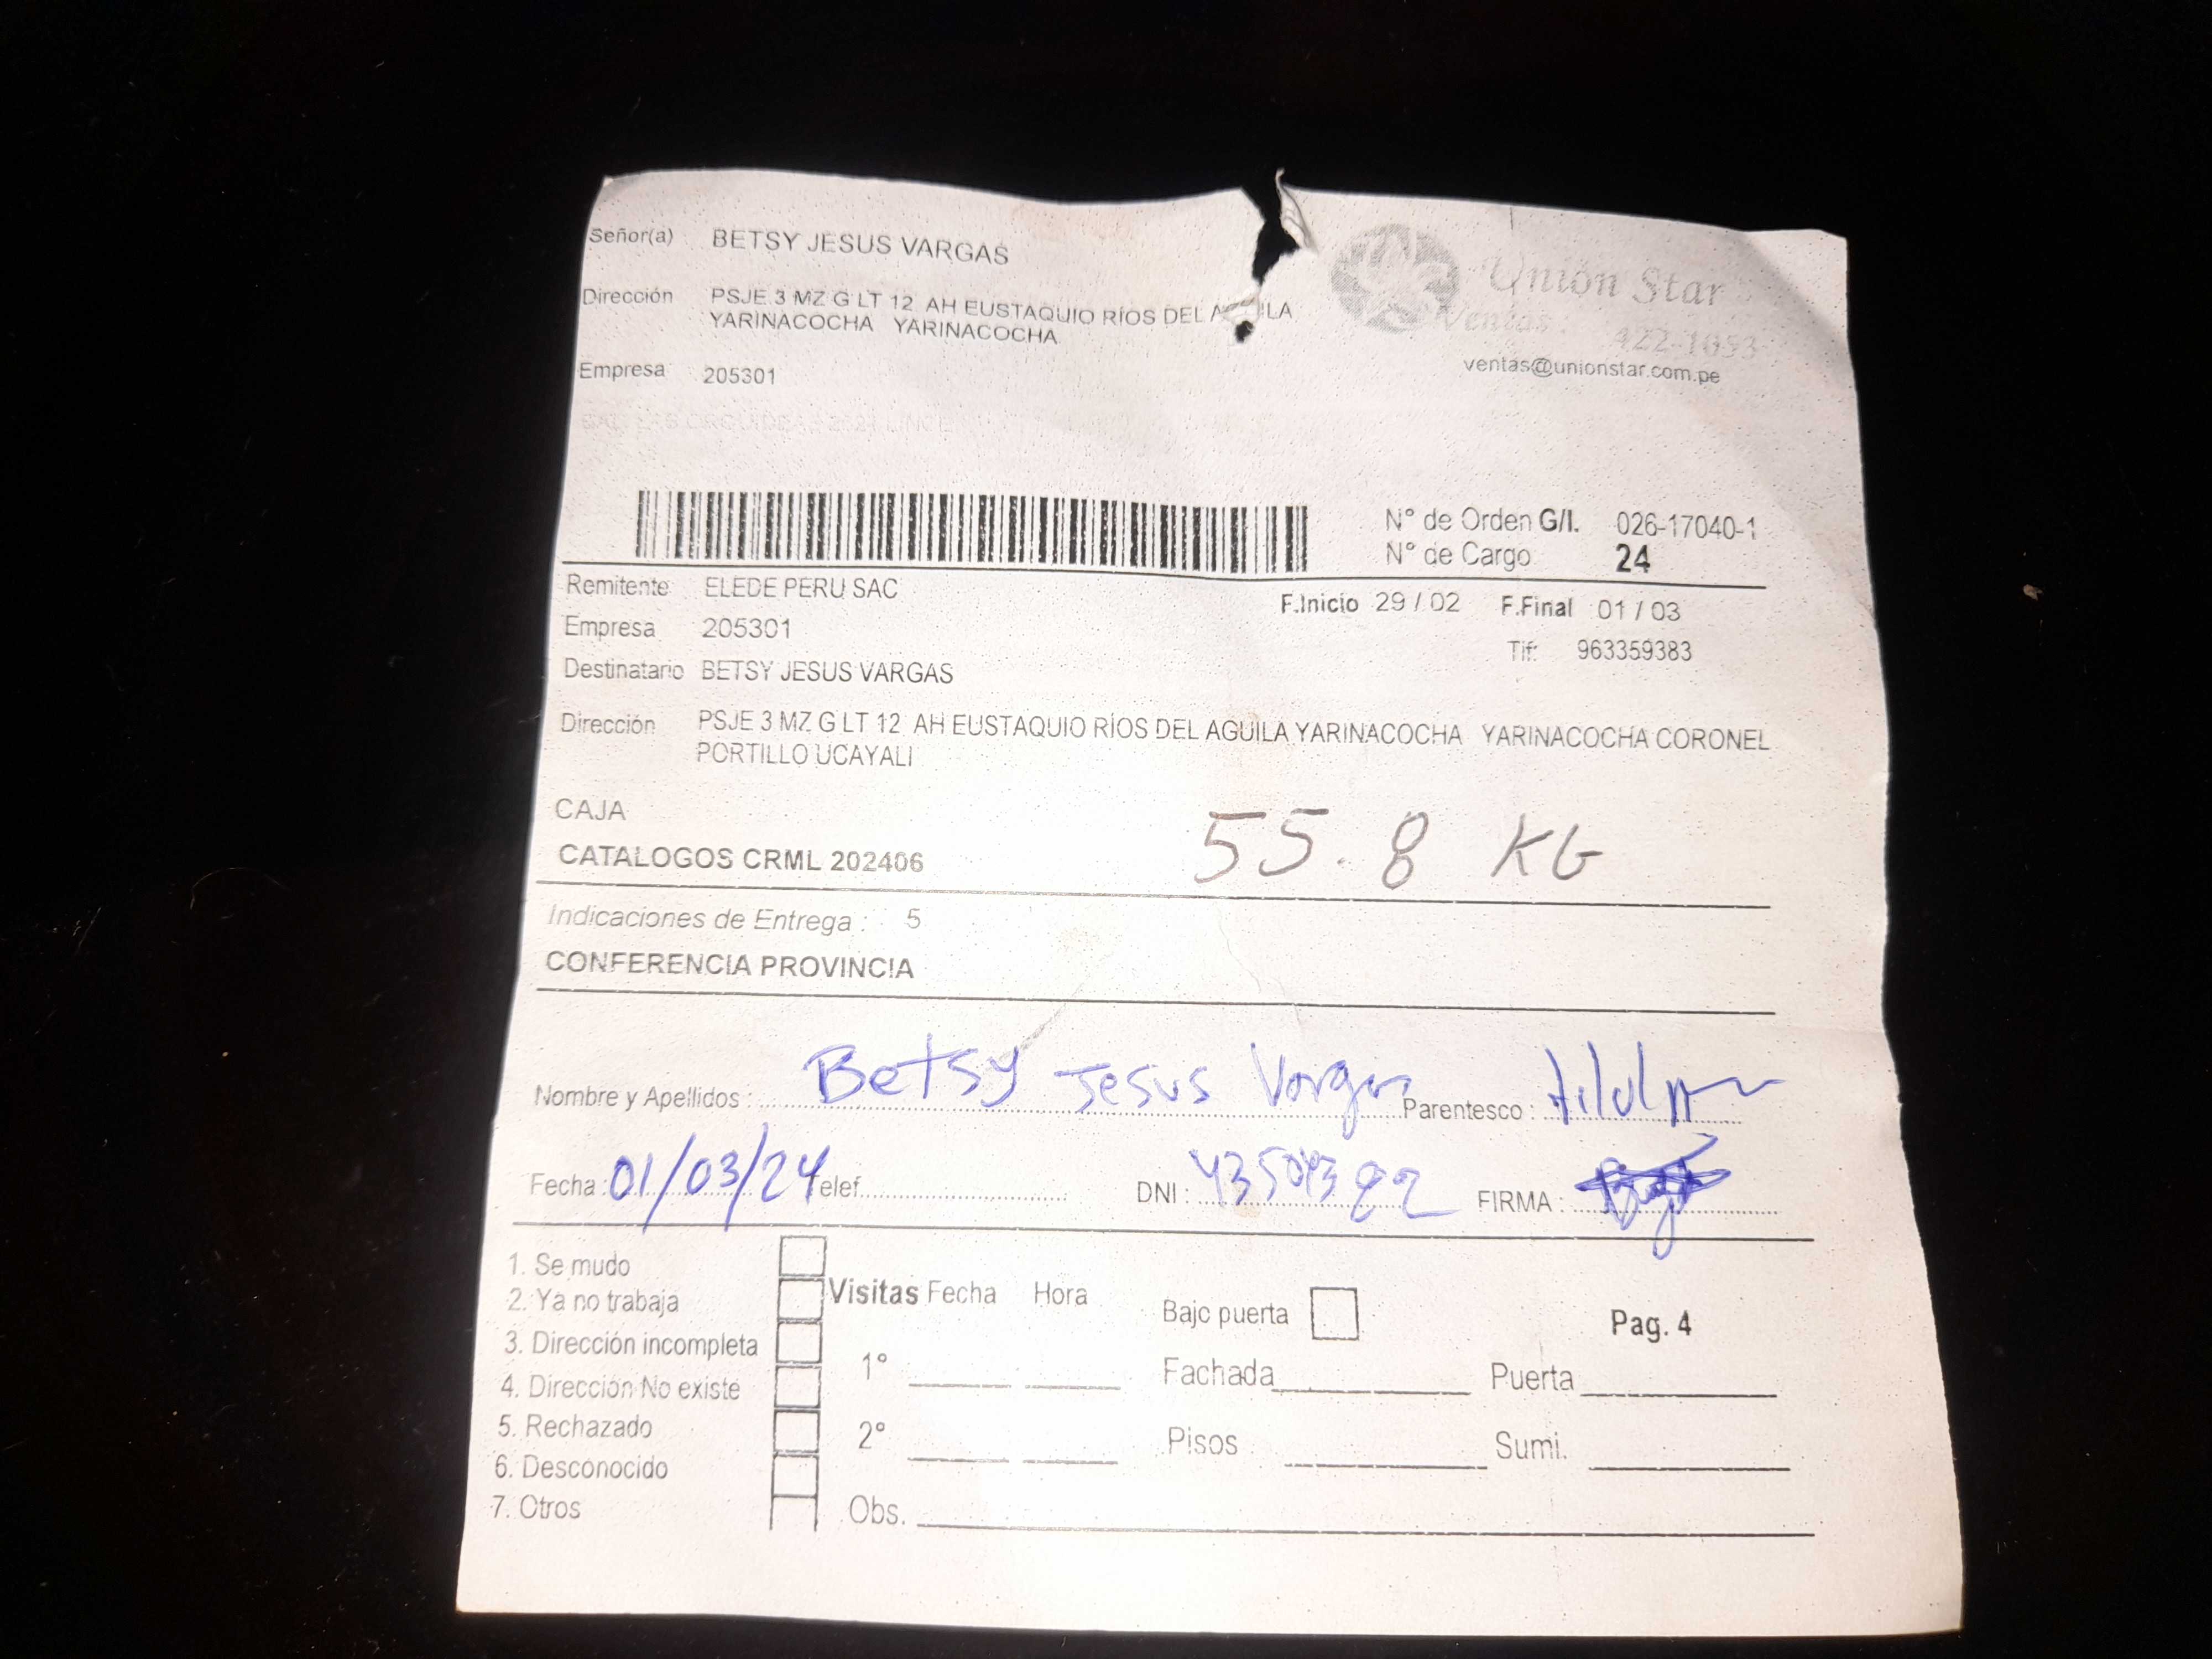 Señor(a) BETSY JESUS VARGAS
Dirección PSJE 3 MZ G LT 12 AH EUSTAQUIO RÍOS DEL
YARINACOCHA YARINACOCHA
Empresa 205301
Unión Star
Ventas: 422-1053
ventas@unionstar.com.pe
N° de Orden G/I. 026-17040-1
N° de Cargo 24
Remitente ELEDE PERU SAC
F.Inicio 29 / 02 F.Final 01 / 03
Empresa 205301
Tlf: 963359383
Destinatario BETSY JESUS VARGAS
Dirección PSJE 3 MZ G LT 12 AH EUSTAQUIO RÍOS DEL AGUILA YARINACOCHA YARINACOCHA CORONEL
PORTILLO UCAYALI
CAJA
55.8 KG
CATALOGOS CRML 202406
Indicaciones de Entrega : 5
CONFERENCIA PROVINCIA
Nombre y Apellidos : Betsy Jesus Vargas Parentesco :
Fecha : 01/03/24 Telef. DNI : FIRMA :
1. Se mudo
2. Ya no trabaja
3. Dirección incompleta
4. Dirección No existe
5. Rechazado
6. Desconocido
7. Otros
Visitas Fecha Hora
1°
2°
Obs.
Bajo puerta
Pag. 4
Fachada Puerta
Pisos Sumi.